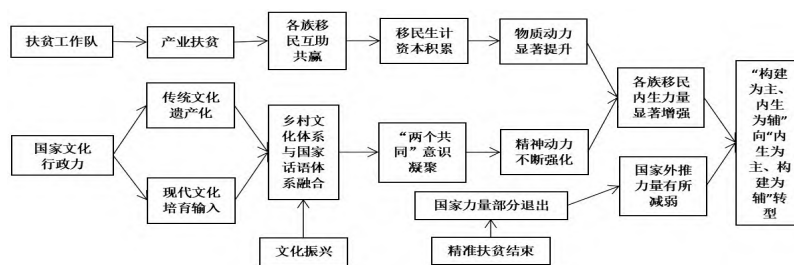 扶贫工作队
产业扶贫
各族移
民互助
共赢
移民生计
资本积累
物质动力
显著提升
国家文化
行政力
传统文化
遗产化
现代文化
培育输入
乡村文
化体系
与国家
话语体
系融合
文化振兴
“两个共
同”意识
凝聚
精神动力
不断强化
国家力量部分退出
精准扶贫结束
各族移民
内生力量
显著增强
国家外推
力量有所
减弱
“构建
为主、
内生
为辅”
向“内
生为
主、构
建为
辅”转
型